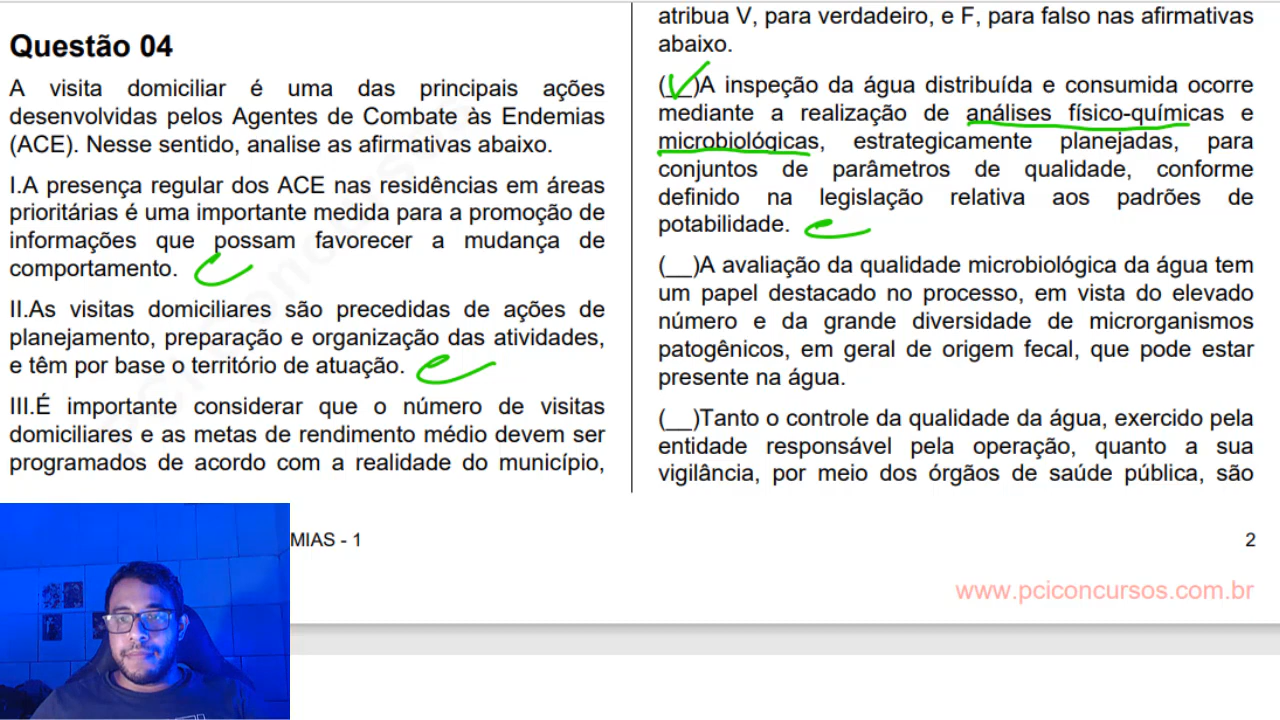 Questão 04
A visita domiciliar é uma das principais ações
desenvolvidas pelos Agentes de Combate às Endemias
(ACE). Nesse sentido, analise as afirmativas abaixo.
I.A presença regular dos ACE nas residências em áreas
prioritárias é uma importante medida para a promoção de
informações que possam favorecer a mudança de
comportamento.
II.As visitas domiciliares são precedidas de ações de
planejamento, preparação e organização das atividades,
e têm por base o território de atuação.
III.É importante considerar que o número de visitas
domiciliares e as metas de rendimento médio devem ser
programados de acordo com a realidade do município,
atribua V, para verdadeiro, e F, para falso nas afirmativas
abaixo.
(__)A inspeção da água distribuída e consumida ocorre
mediante a realização de análises físico-químicas e
microbiológicas, estrategicamente planejadas, para
conjuntos de parâmetros de qualidade, conforme
definido na legislação relativa aos padrões de
potabilidade.
(__)A avaliação da qualidade microbiológica da água tem
um papel destacado no processo, em vista do elevado
número e da grande diversidade de microrganismos
patogênicos, em geral de origem fecal, que pode estar
presente na água.
(__)Tanto o controle da qualidade da água, exercido pela
entidade responsável pela operação, quanto a sua
vigilância, por meio dos órgãos de saúde pública, são
MIAS - 1
2
www.pciconcursos.com.br